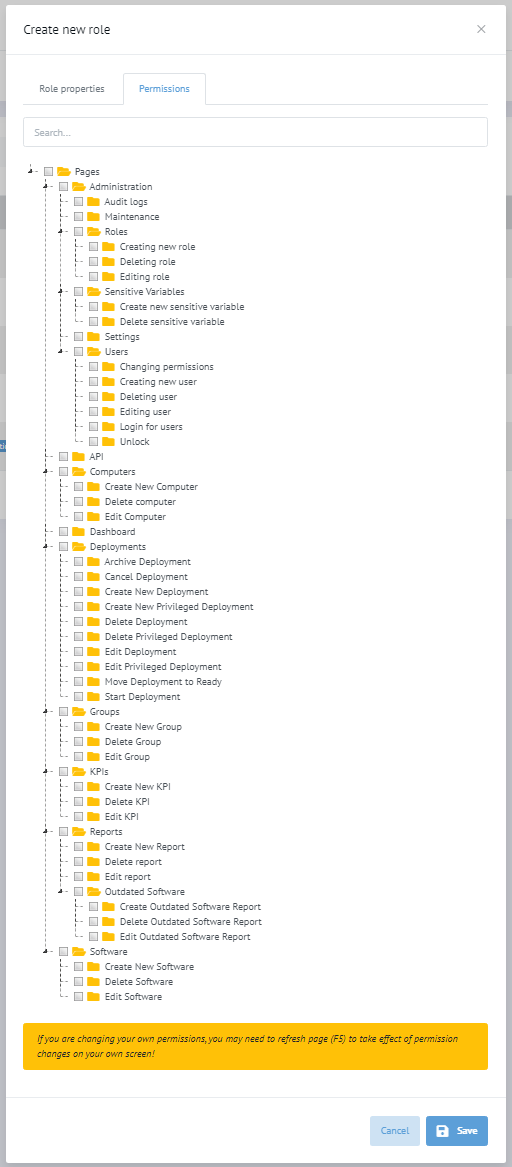 Create new role
Role properties
Permissions
Search...
Pages
Administration
Audit logs
Maintenance
Roles
Creating new role
Deleting role
Editing role
Sensitive Variables
Create new sensitive variable
Delete sensitive variable
Settings
Users
Changing permissions
Creating new user
Deleting user
Editing user
Login for users
Unlock
API
Computers
Create New Computer
Delete computer
Edit Computer
Dashboard
Deployments
Archive Deployment
Cancel Deployment
Create New Deployment
Create New Privileged Deployment
Delete Deployment
Delete Privileged Deployment
Edit Deployment
Edit Privileged Deployment
Move Deployment to Ready
Start Deployment
Groups
Create New Group
Delete Group
Edit Group
KPIs
Create New KPI
Delete KPI
Edit KPI
Reports
Create New Report
Delete report
Edit report
Outdated Software
Create Outdated Software Report
Delete Outdated Software Report
Edit Outdated Software Report
Software
Create New Software
Delete Software
Edit Software
If you are changing your own permissions, you may need to refresh page (F5) to take effect of permission
changes on your own screen!
Cancel
Save